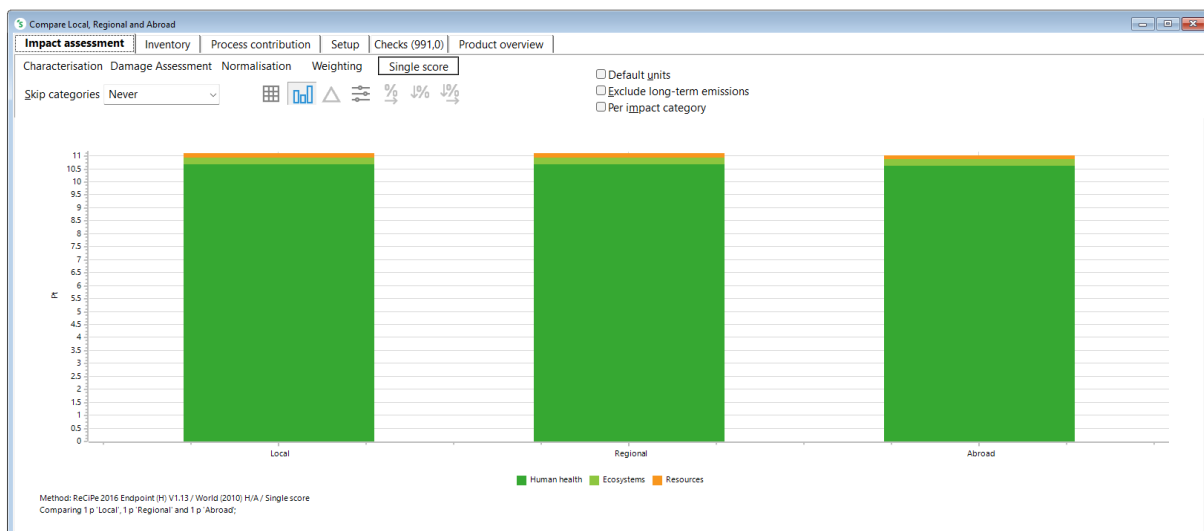 Compare Local, Regional and Abroad
Impact assessment Inventory Process contribution Setup Checks (991,0) Product overview
Characterisation Damage Assessment Normalisation Weighting Single score
Default units
Skip categories Never
Exclude long-term emissions
Per impact category
11
10.5
10
9.5
9
8.5
8
7.5
7
6.5
6
Pt
5.5
5
4.5
4
3.5
3
2.5
2
1.5
1
0.5
0
Local Regional Abroad
Human health Ecosystems Resources
Method: ReCiPe 2016 Endpoint (H) V1.13 / World (2010) H/A / Single score
Comparing 1 p 'Local', 1 p 'Regional' and 1 p 'Abroad';